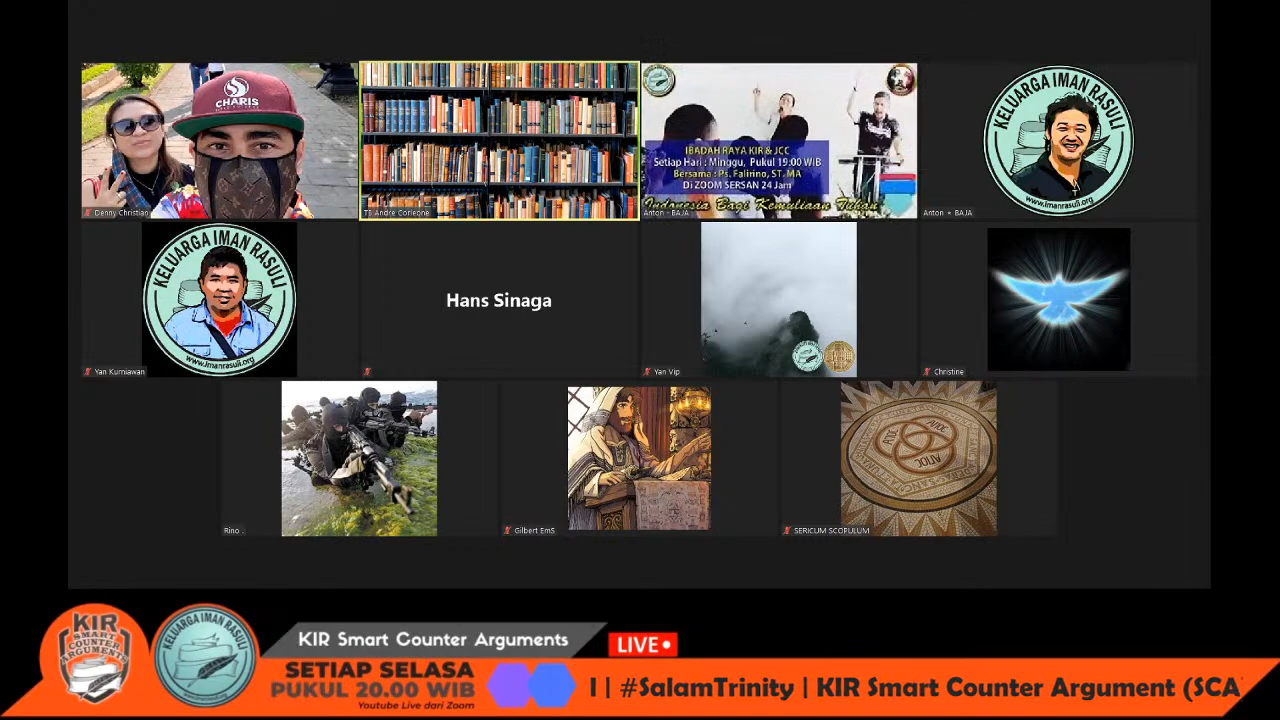 CHARIS
Denny Christian
TB Andre Corleone
IBADAH RAYA KIR & JCC
Setiap Hari : Minggu, Pukul 19:00 WIB
Bersama : Ps. Falirino, ST. MA
Di ZOOM SERSAN 24 Jam
Indonesia Bagi Kemuliaan Tuhan
Anton - BAJA
KELUARGA IMAN RASULI
www.imanrasuli.org
Anton + BAJA
KELUARGA IMAN RASULI
www.imanrasuli.org
Yan Kurniawan
Hans Sinaga
Yan Vip
Christine
Rino .
Gilbert EmS
SERICUM SCOPULUM
KIR
SMART
COUNTER
ARGUMENTS
KELUARGA IMAN RASULI
KIR Smart Counter Arguments
LIVE
SETIAP SELASA
PUKUL 20.00 WIB
Youtube Live dari Zoom
| | #SalamTrinity | KIR Smart Counter Argument (SCA